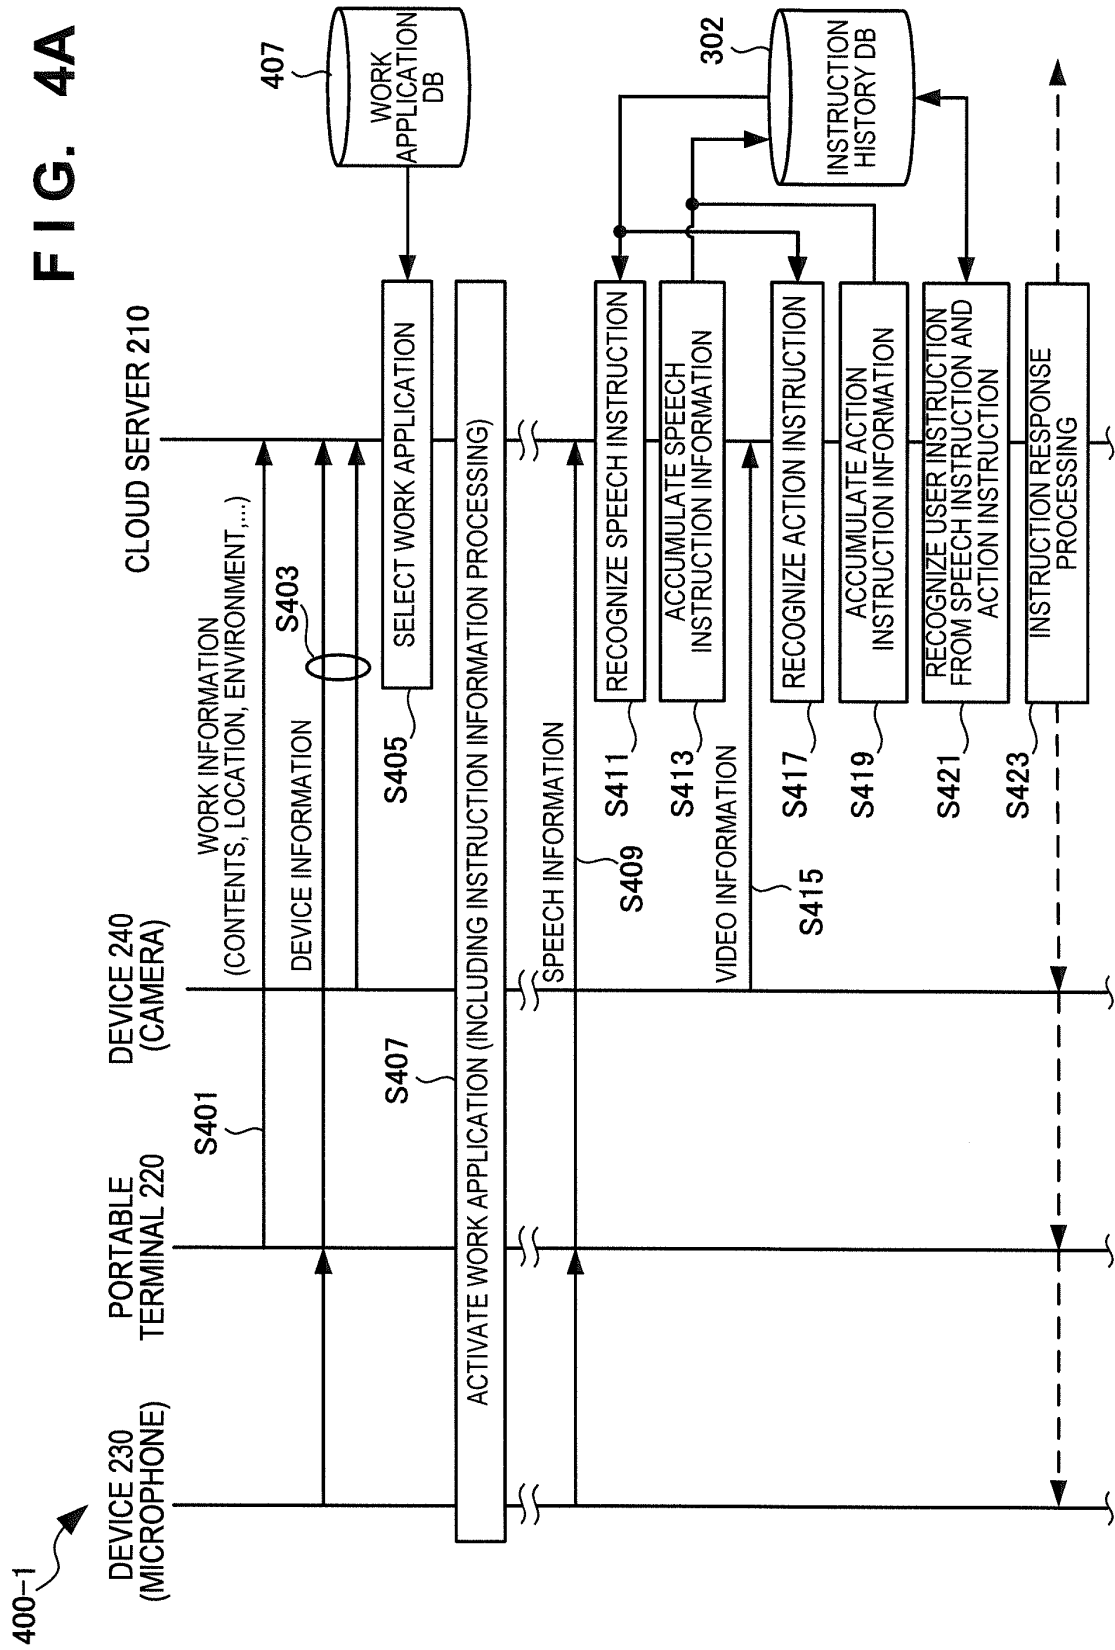 FIG. 4A
400-1
DEVICE 230
(MICROPHONE)
PORTABLE
TERMINAL 220
DEVICE 240
(CAMERA)
CLOUD SERVER 210
S401
WORK INFORMATION
(CONTENTS, LOCATION, ENVIRONMENT,...)
DEVICE INFORMATION
S403
407
WORK
APPLICATION
DB
S405
SELECT WORK APPLICATION
S407
ACTIVATE WORK APPLICATION (INCLUDING INSTRUCTION INFORMATION PROCESSING)
SPEECH INFORMATION
S409
S411
RECOGNIZE SPEECH INSTRUCTION
S413
ACCUMULATE SPEECH
INSTRUCTION INFORMATION
302
INSTRUCTION
HISTORY DB
VIDEO INFORMATION
S415
S417
RECOGNIZE ACTION INSTRUCTION
S419
ACCUMULATE ACTION
INSTRUCTION INFORMATION
S421
RECOGNIZE USER INSTRUCTION
FROM SPEECH INSTRUCTION AND
ACTION INSTRUCTION
S423
INSTRUCTION RESPONSE
PROCESSING